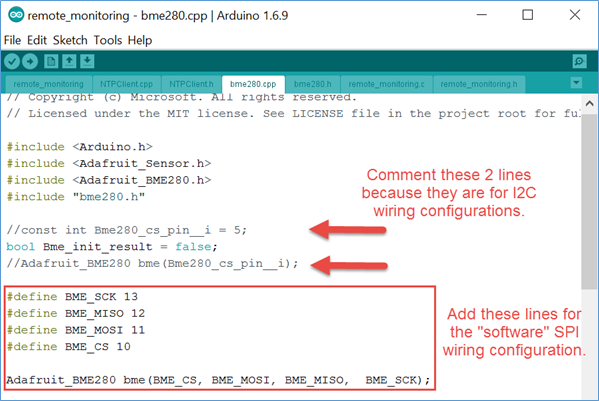 remote_monitoring - bme280.cpp | Arduino 1.6.9
File Edit Sketch Tools Help
remote_monitoring NTPClient.cpp NTPClient.h bme280.cpp bme280.h remote_monitoring.c remote_monitoring.h
// Copyright (c) Microsoft. All rights reserved.
// Licensed under the MIT license. See LICENSE file in the project root for ful
#include <Arduino.h>
#include <Adafruit_Sensor.h>
#include <Adafruit_BME280.h>
#include "bme280.h"
Comment these 2 lines
because they are for I2C
wiring configurations.
//const int Bme280_cs_pin__i = 5;
bool Bme_init_result = false;
//Adafruit_BME280 bme(Bme280_cs_pin__i);
#define BME_SCK 13
#define BME_MISO 12
#define BME_MOSI 11
#define BME_CS 10
Adafruit_BME280 bme(BME_CS, BME_MOSI, BME_MISO,  BME_SCK);
Add these lines for
the "software" SPI
wiring configuration.